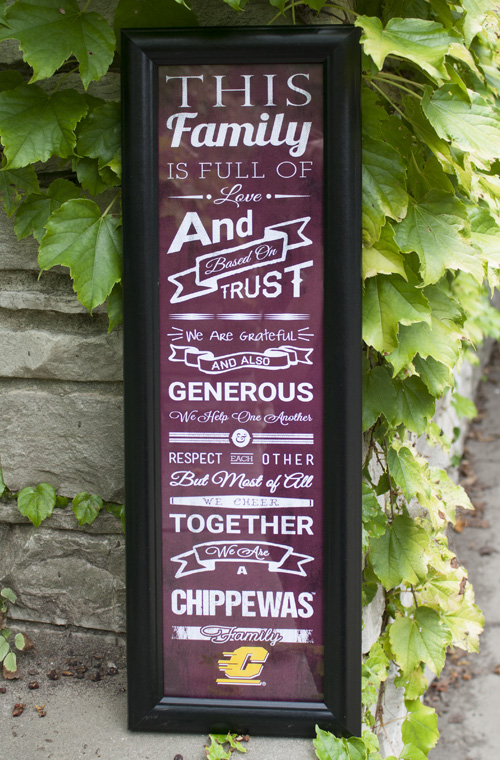 THIS
Family
IS FULL OF
Love
And
Based On
TRUST
We Are Grateful
AND ALSO
GENEROUS
We Help One Another
&
RESPECT EACH OTHER
But Most of All
WE CHEER
TOGETHER
We Are
A
CHIPPEWAS
Family
C